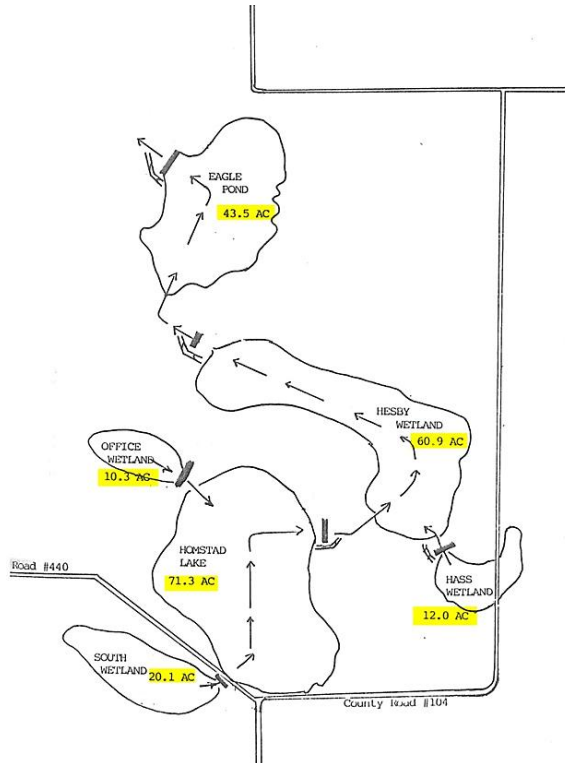 EAGLE
POND
43.5 AC
HESBY
WETLAND
60.9 AC
OFFICE
WETLAND
10.3 AC
HOMSTAD
LAKE
71.3 AC
Road #440
HASS
WETLAND
12.0 AC
SOUTH
WETLAND 20.1 AC
County Road #104